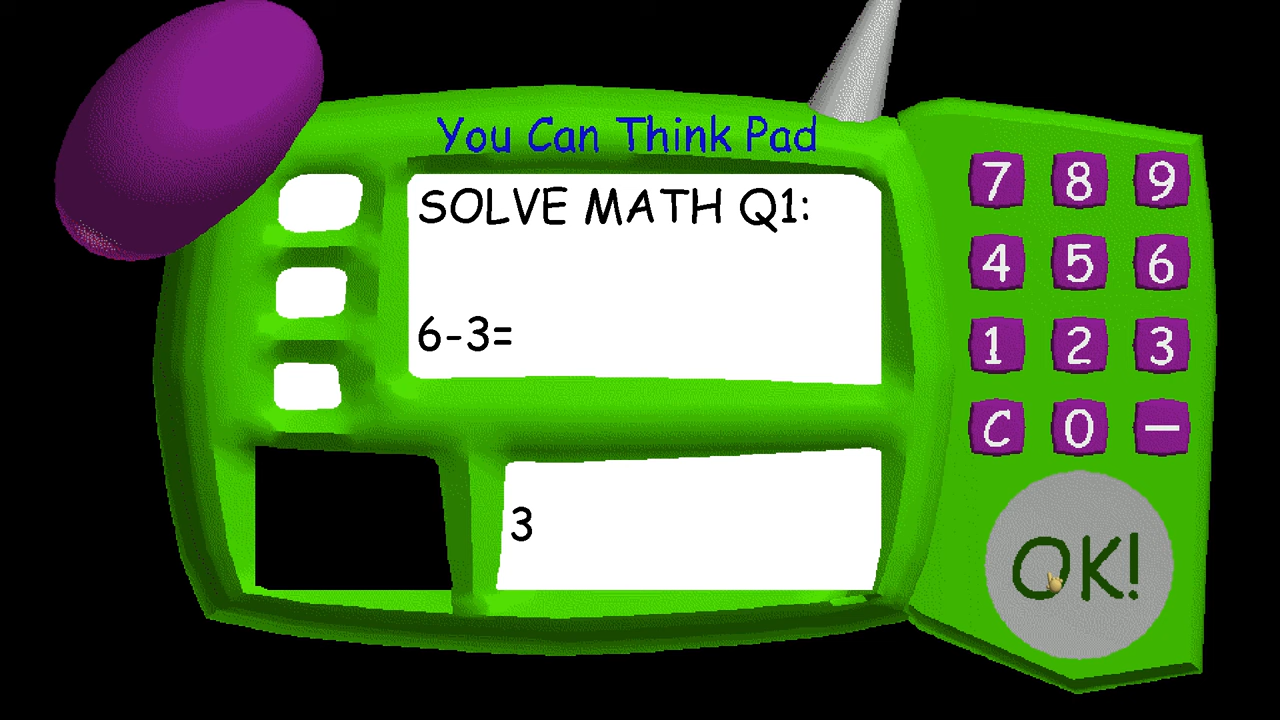 You Can Think Pad
SOLVE MATH Q1:
6-3=
3
7 8 9
4 5 6
1 2 3
C 0 -
OK!